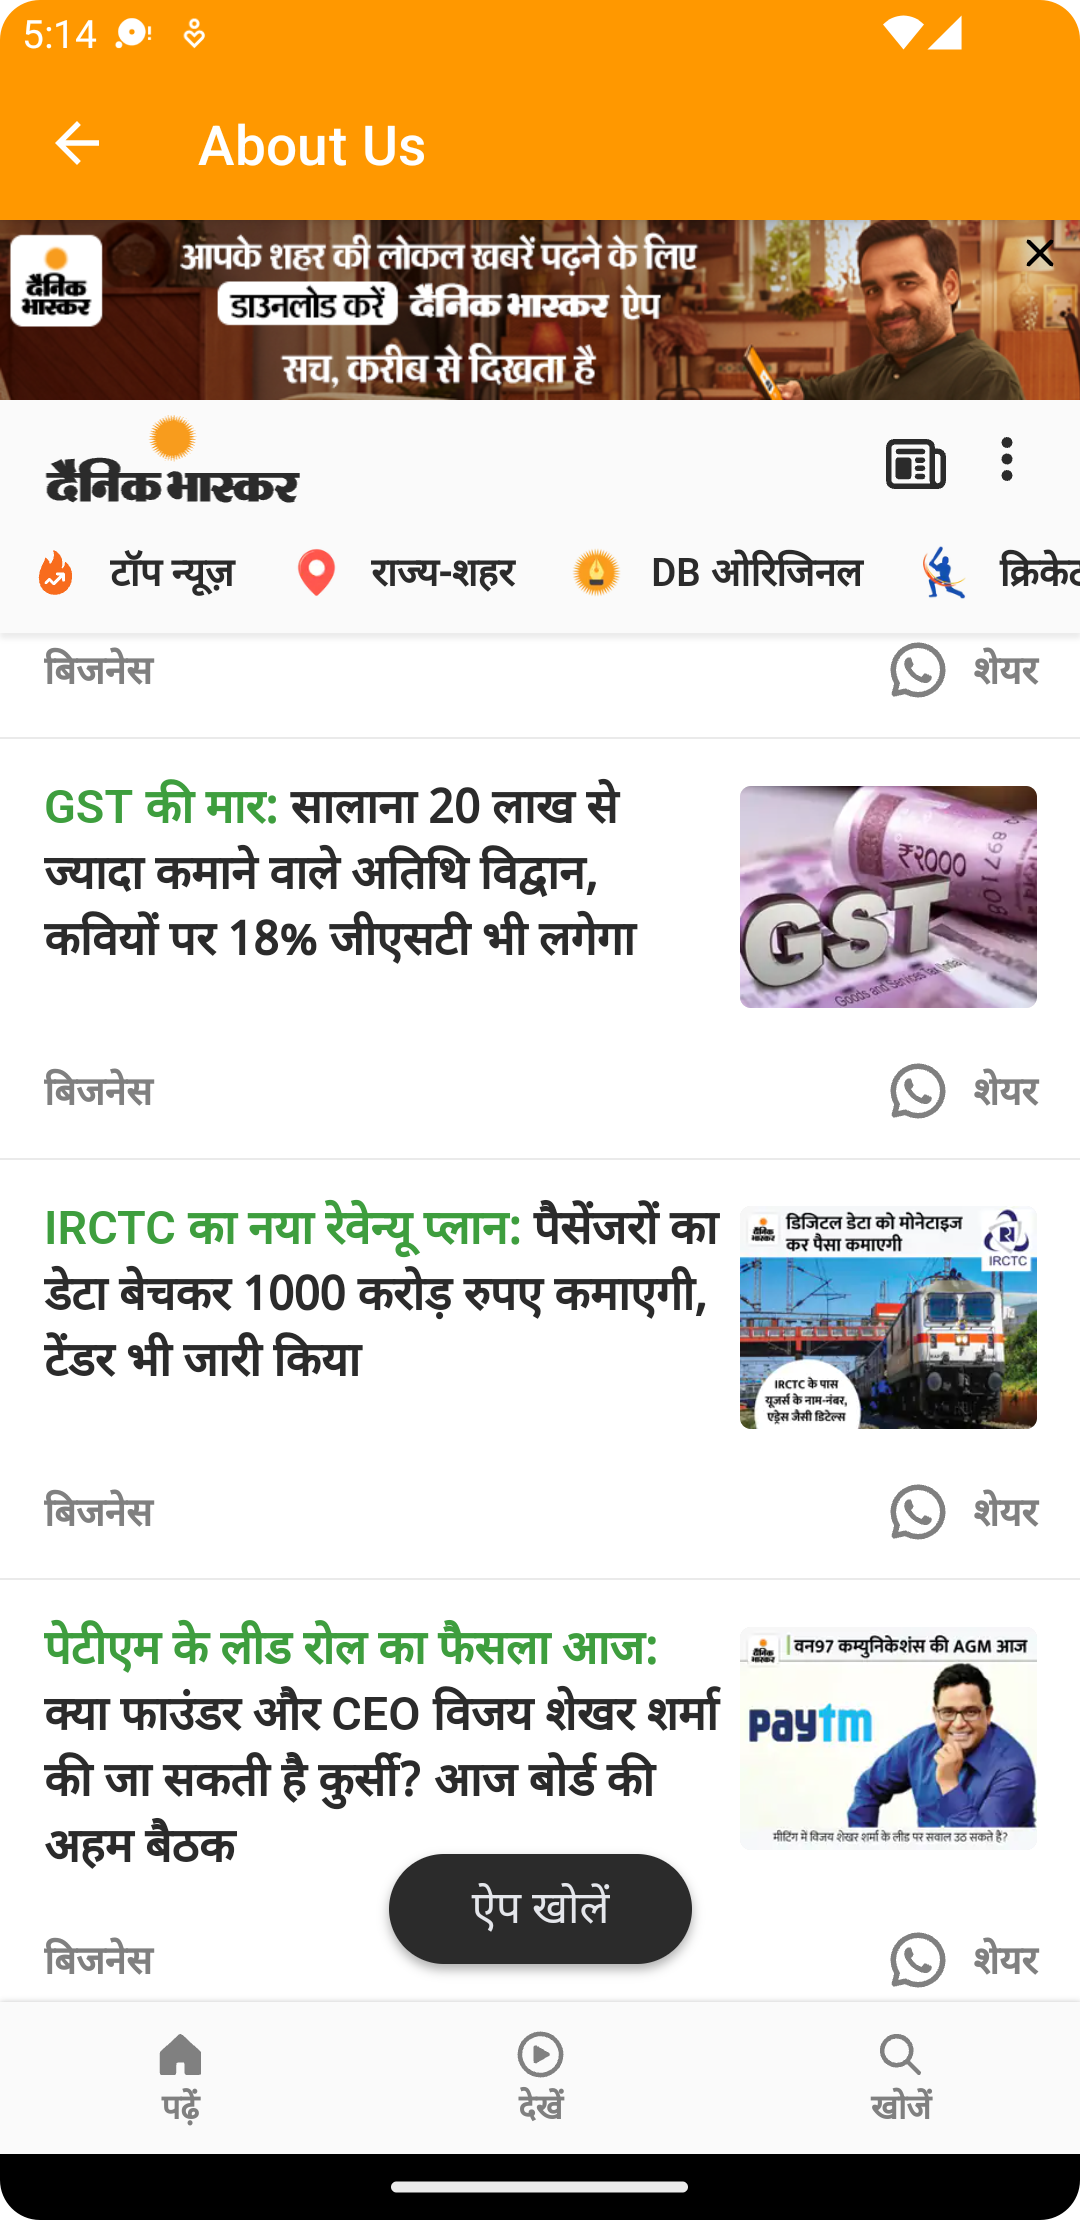 5:14
About Us
दैनिक
भास्कर
आपके शहर की लोकल खबरें पढ़ने के लिए
डाउनलोड करें दैनिक भास्कर ऐप
सच, करीब से दिखता है
दैनिक भास्कर
टॉप न्यूज़ राज्य-शहर DB ओरिजिनल क्रिकेट
बिजनेस शेयर
GST की मार: सालाना 20 लाख से
ज्यादा कमाने वाले अतिथि विद्वान,
कवियों पर 18% जीएसटी भी लगेगा
₹2000
GST
Goods and Services Tax
बिजनेस शेयर
IRCTC का नया रेवेन्यू प्लान: पैसेंजरों का
डेटा बेचकर 1000 करोड़ रुपए कमाएगी,
टेंडर भी जारी किया
दैनिक
भास्कर
डिजिटल डेटा को मोनेटाइज
कर पैसा कमाएगी
IRCTC
IRCTC के पास
यूजर्स के नाम-नंबर,
एड्रेस जैसी डिटेल्स
बिजनेस शेयर
पेटीएम के लीड रोल का फैसला आज:
क्या फाउंडर और CEO विजय शेखर शर्मा
की जा सकती है कुर्सी? आज बोर्ड की
अहम बैठक
दैनिक
भास्कर
वन97 कम्युनिकेशंस की AGM आज
paytm
मीटिंग में विजय शेखर शर्मा के लीड पर सवाल उठ सकते हैं?
ऐप खोलें
बिजनेस शेयर
पढ़ें देखें खोजें